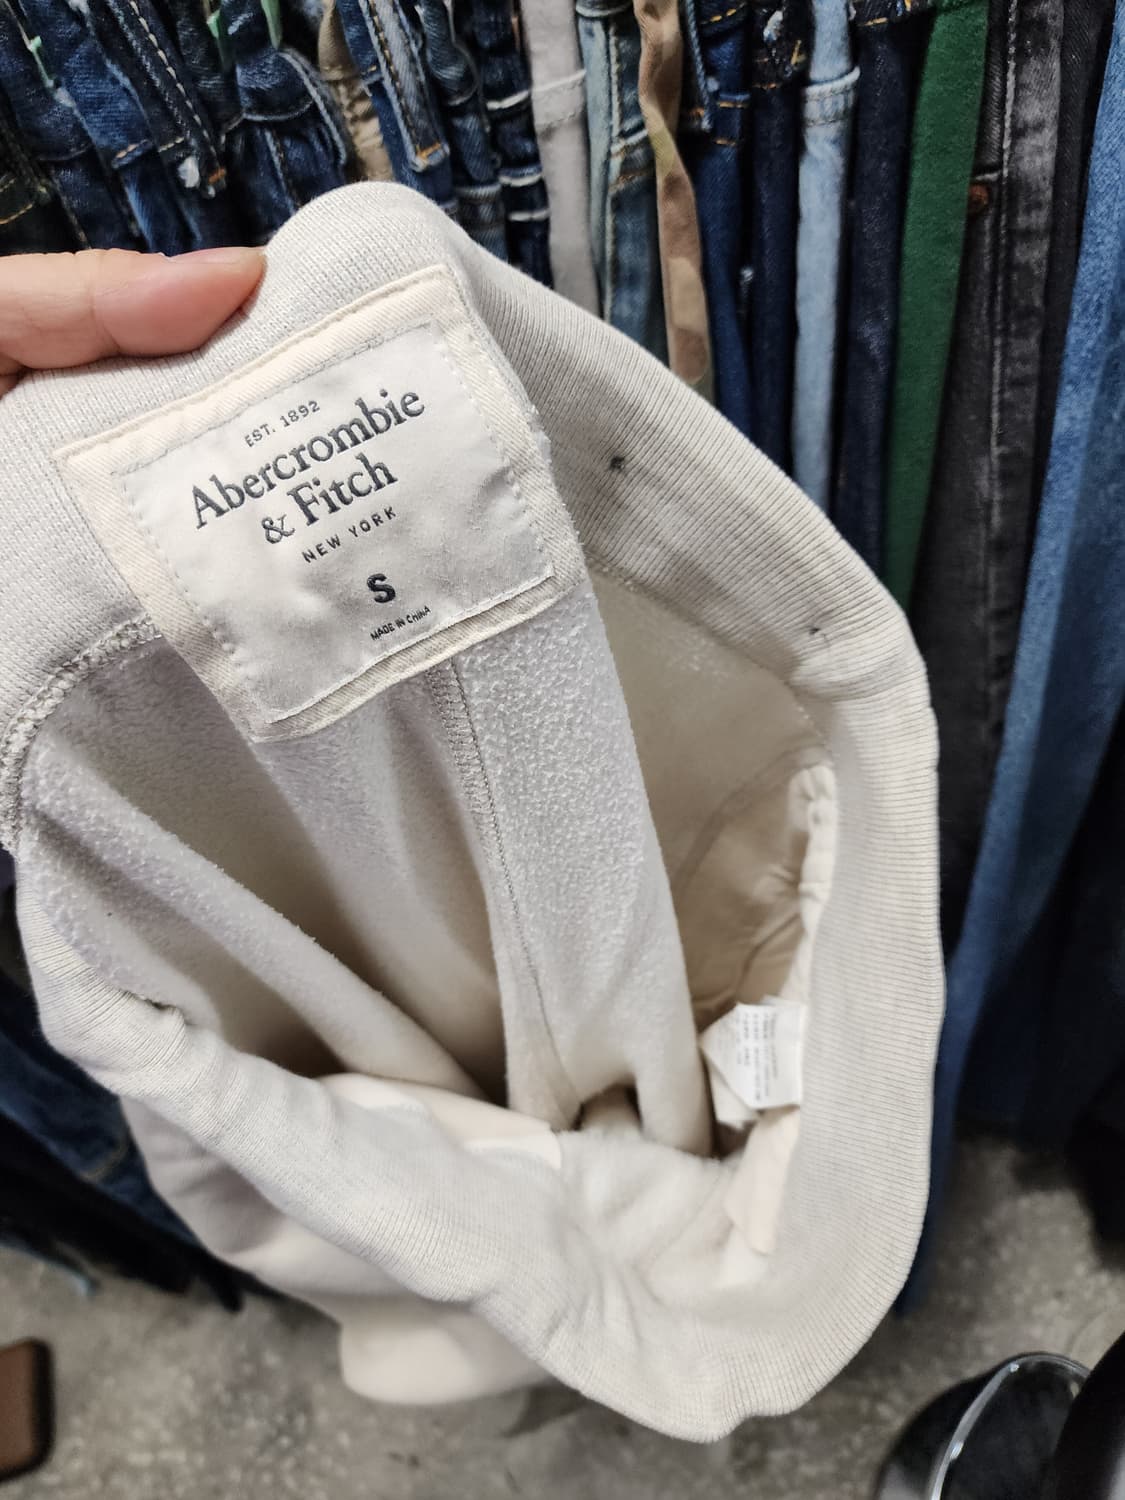 EST. 1892
Abercrombie
& Fitch
NEW YORK
S
MADE IN CHINA